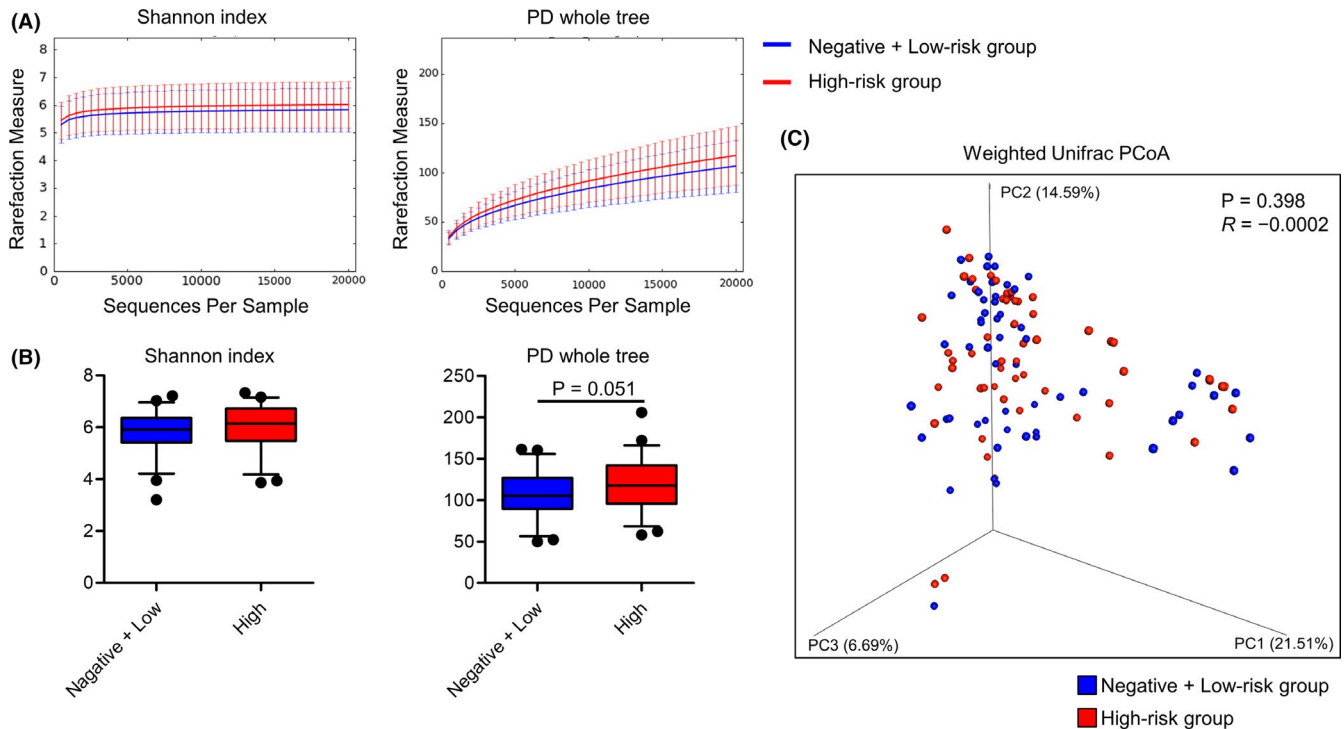 (A)
Shannon index
Rarefaction Measure
8
7
6
5
4
3
2
1
0
0
5000
10000
15000
20000
Sequences Per Sample
PD whole tree
Rarefaction Measure
200
150
100
50
0
0
5000
10000
15000
20000
Sequences Per Sample
Negative + Low-risk group
High-risk group
(B)
Shannon index
8
6
4
2
0
Nagative + Low
High
PD whole tree
P = 0.051
250
200
150
100
50
0
Nagative + Low
High
(C)
Weighted Unifrac PCoA
PC2 (14.59%)
P = 0.398
R = −0.0002
PC3 (6.69%)
PC1 (21.51%)
Negative + Low-risk group
High-risk group